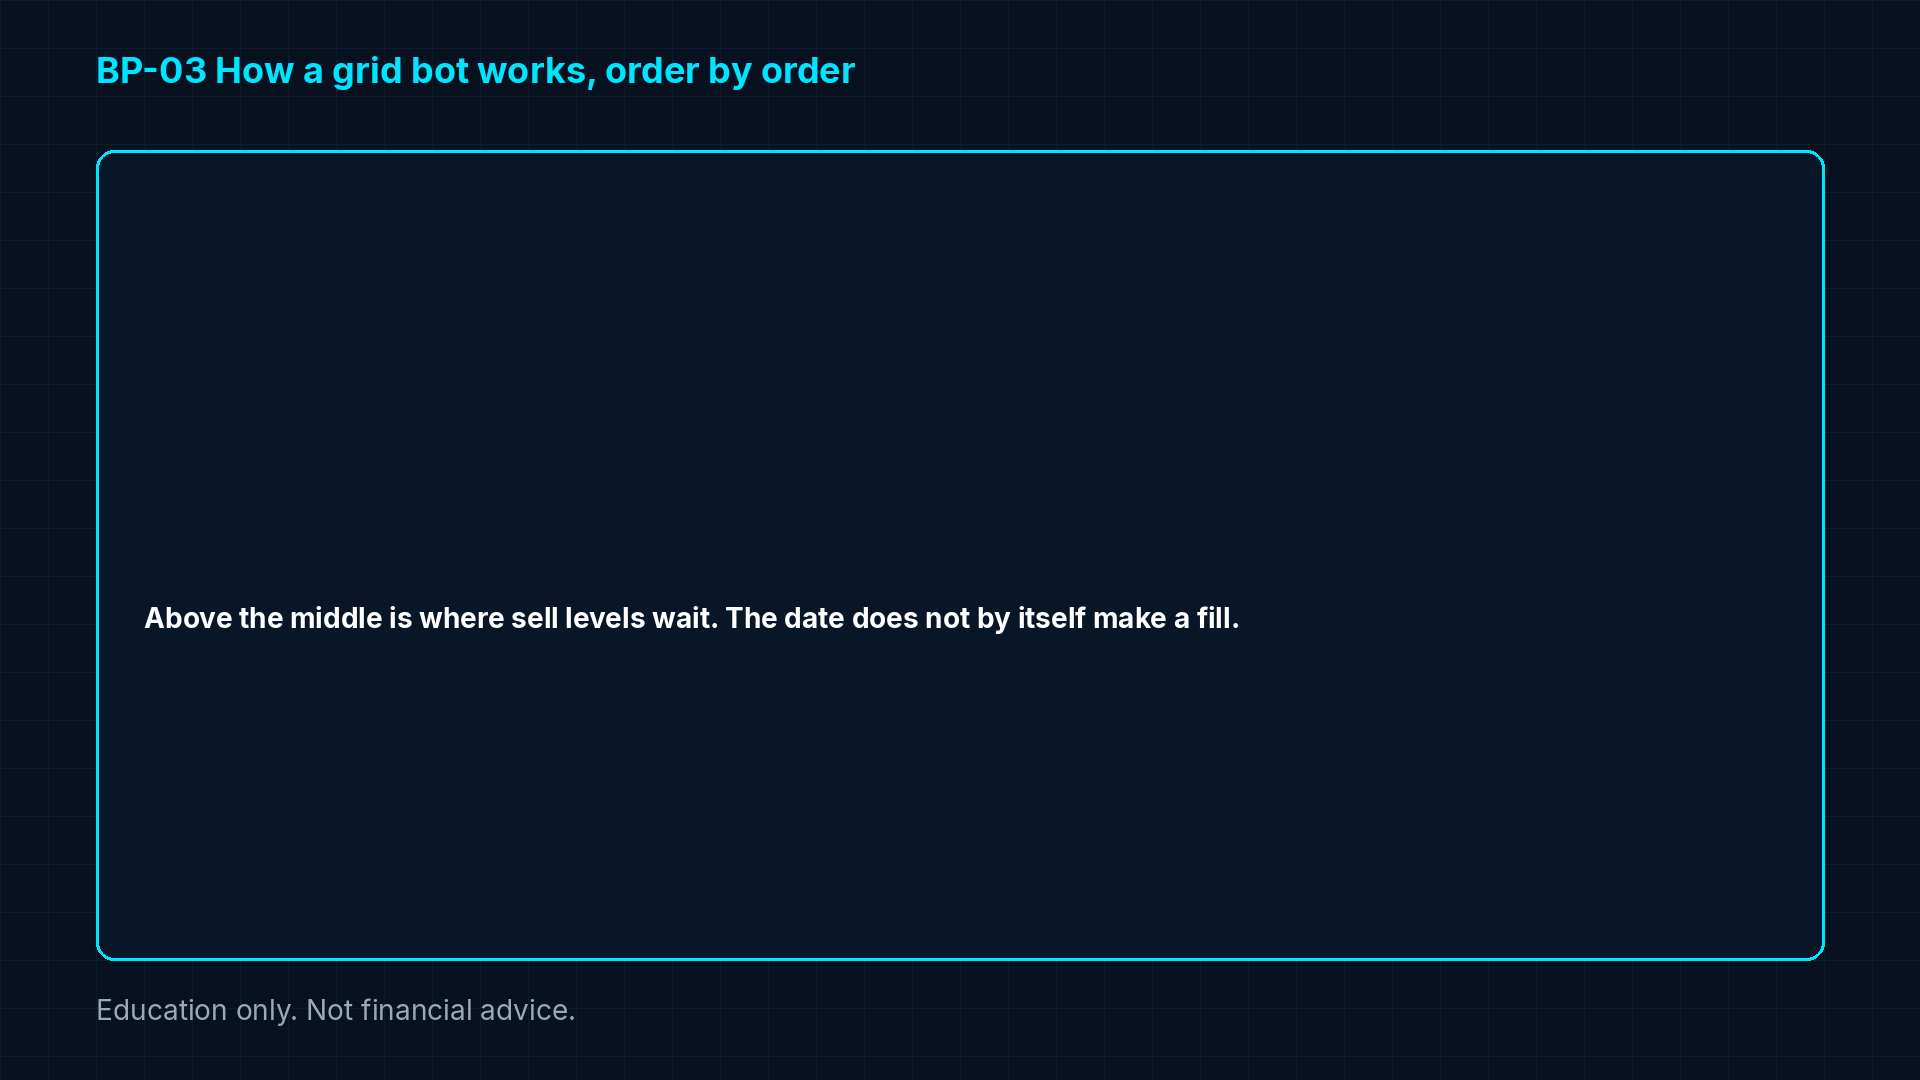 BP-03 How a grid bot works, order by order
Above the middle is where sell levels wait. The date does not by itself make a fill.
Education only. Not financial advice.